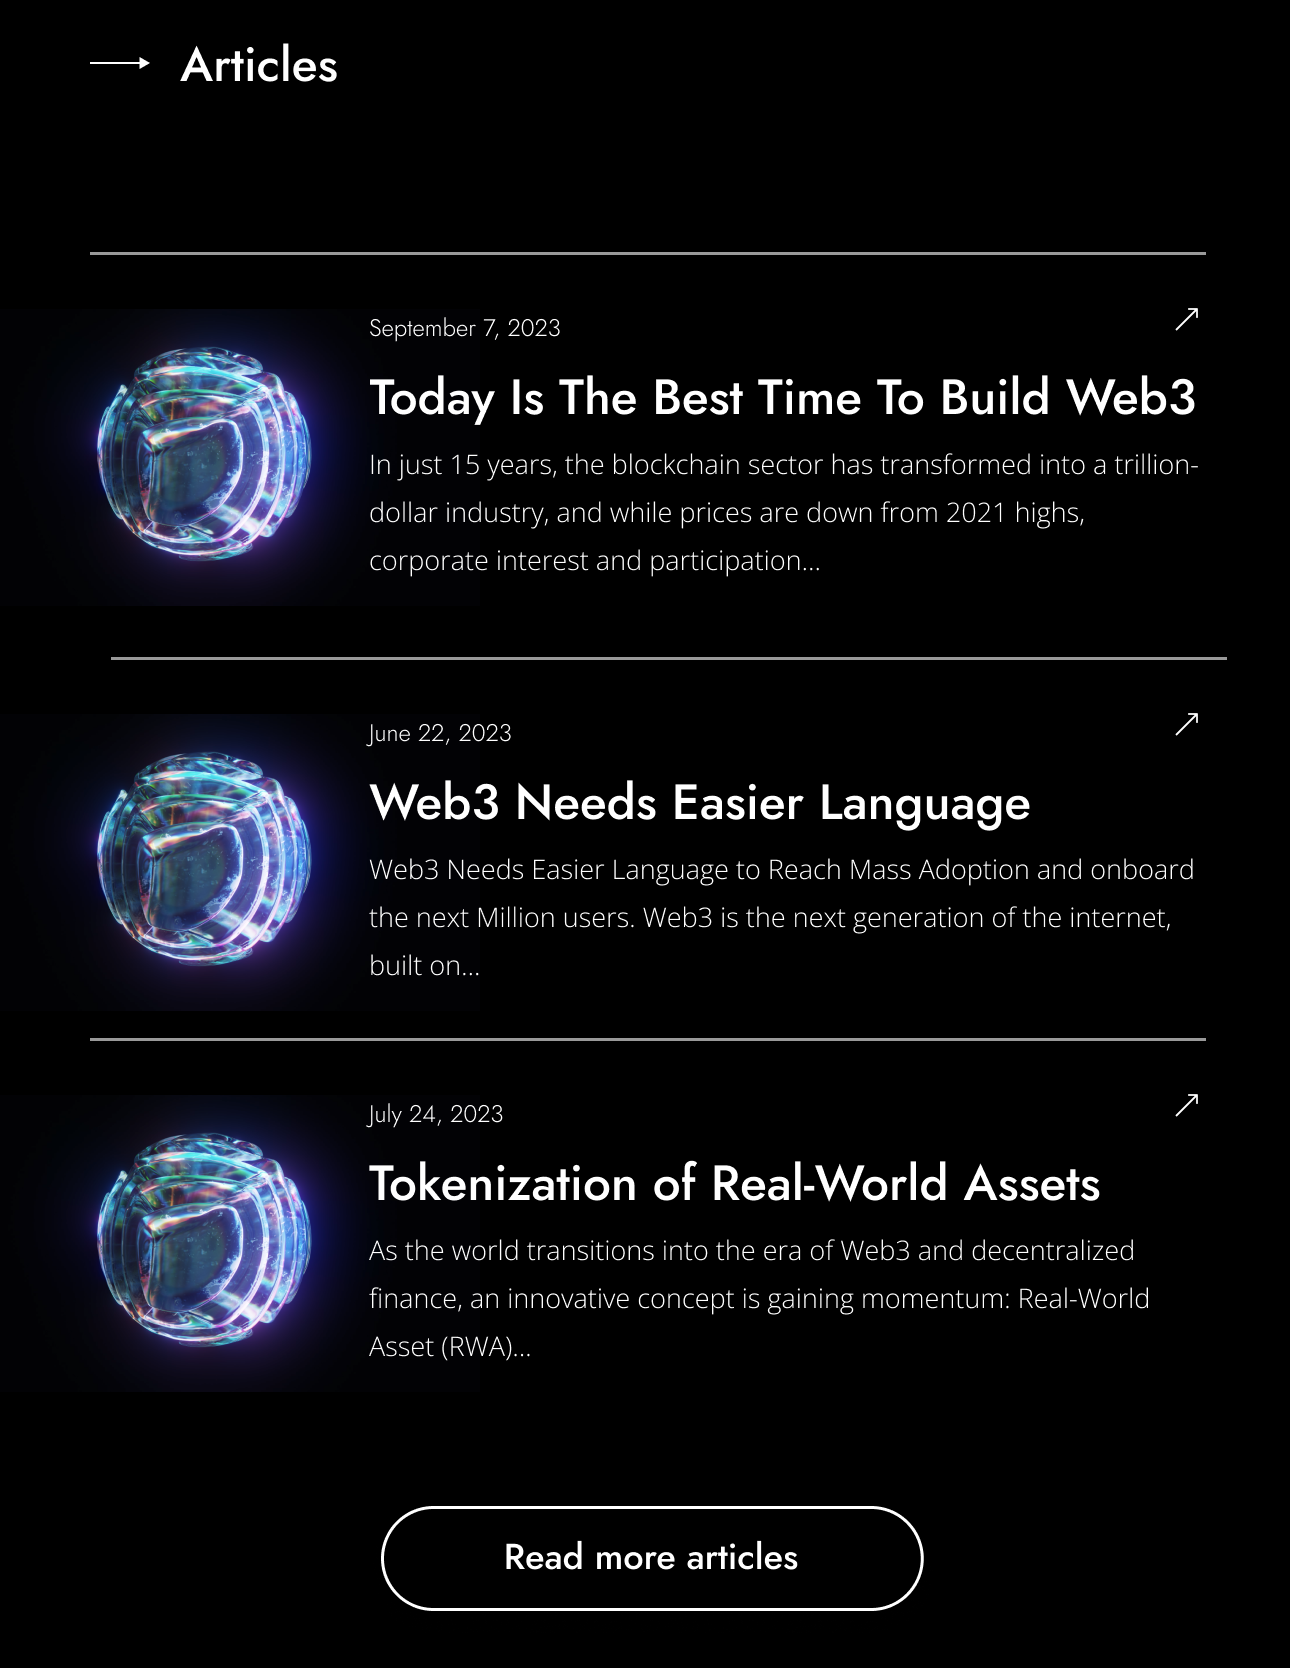 Articles
September 7, 2023
Today Is The Best Time To Build Web3
In just 15 years, the blockchain sector has transformed into a trillion-
dollar industry, and while prices are down from 2021 highs,
corporate interest and participation...
June 22, 2023
Web3 Needs Easier Language
Web3 Needs Easier Language to Reach Mass Adoption and onboard
the next Million users. Web3 is the next generation of the internet,
built on...
July 24, 2023
Tokenization of Real-World Assets
As the world transitions into the era of Web3 and decentralized
finance, an innovative concept is gaining momentum: Real-World
Asset (RWA)...
Read more articles